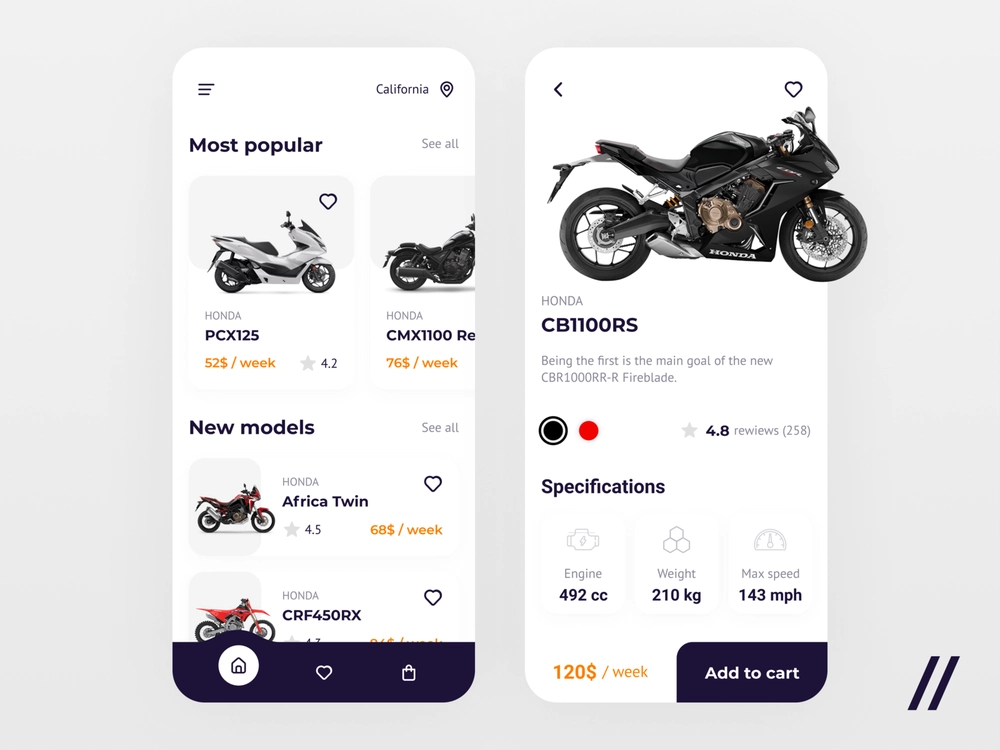 California
Most popular
See all
HONDA
PCX125
52$ / week
4.2
HONDA
CMX1100 Re
76$ / week
New models
See all
HONDA
Africa Twin
4.5
68$ / week
HONDA
CRF450RX
HONDA
HONDA
CB1100RS
Being the first is the main goal of the new
CBR1000RR-R Fireblade.
4.8 rewiews (258)
Specifications
Engine
492 cc
Weight
210 kg
Max speed
143 mph
120$ / week
Add to cart